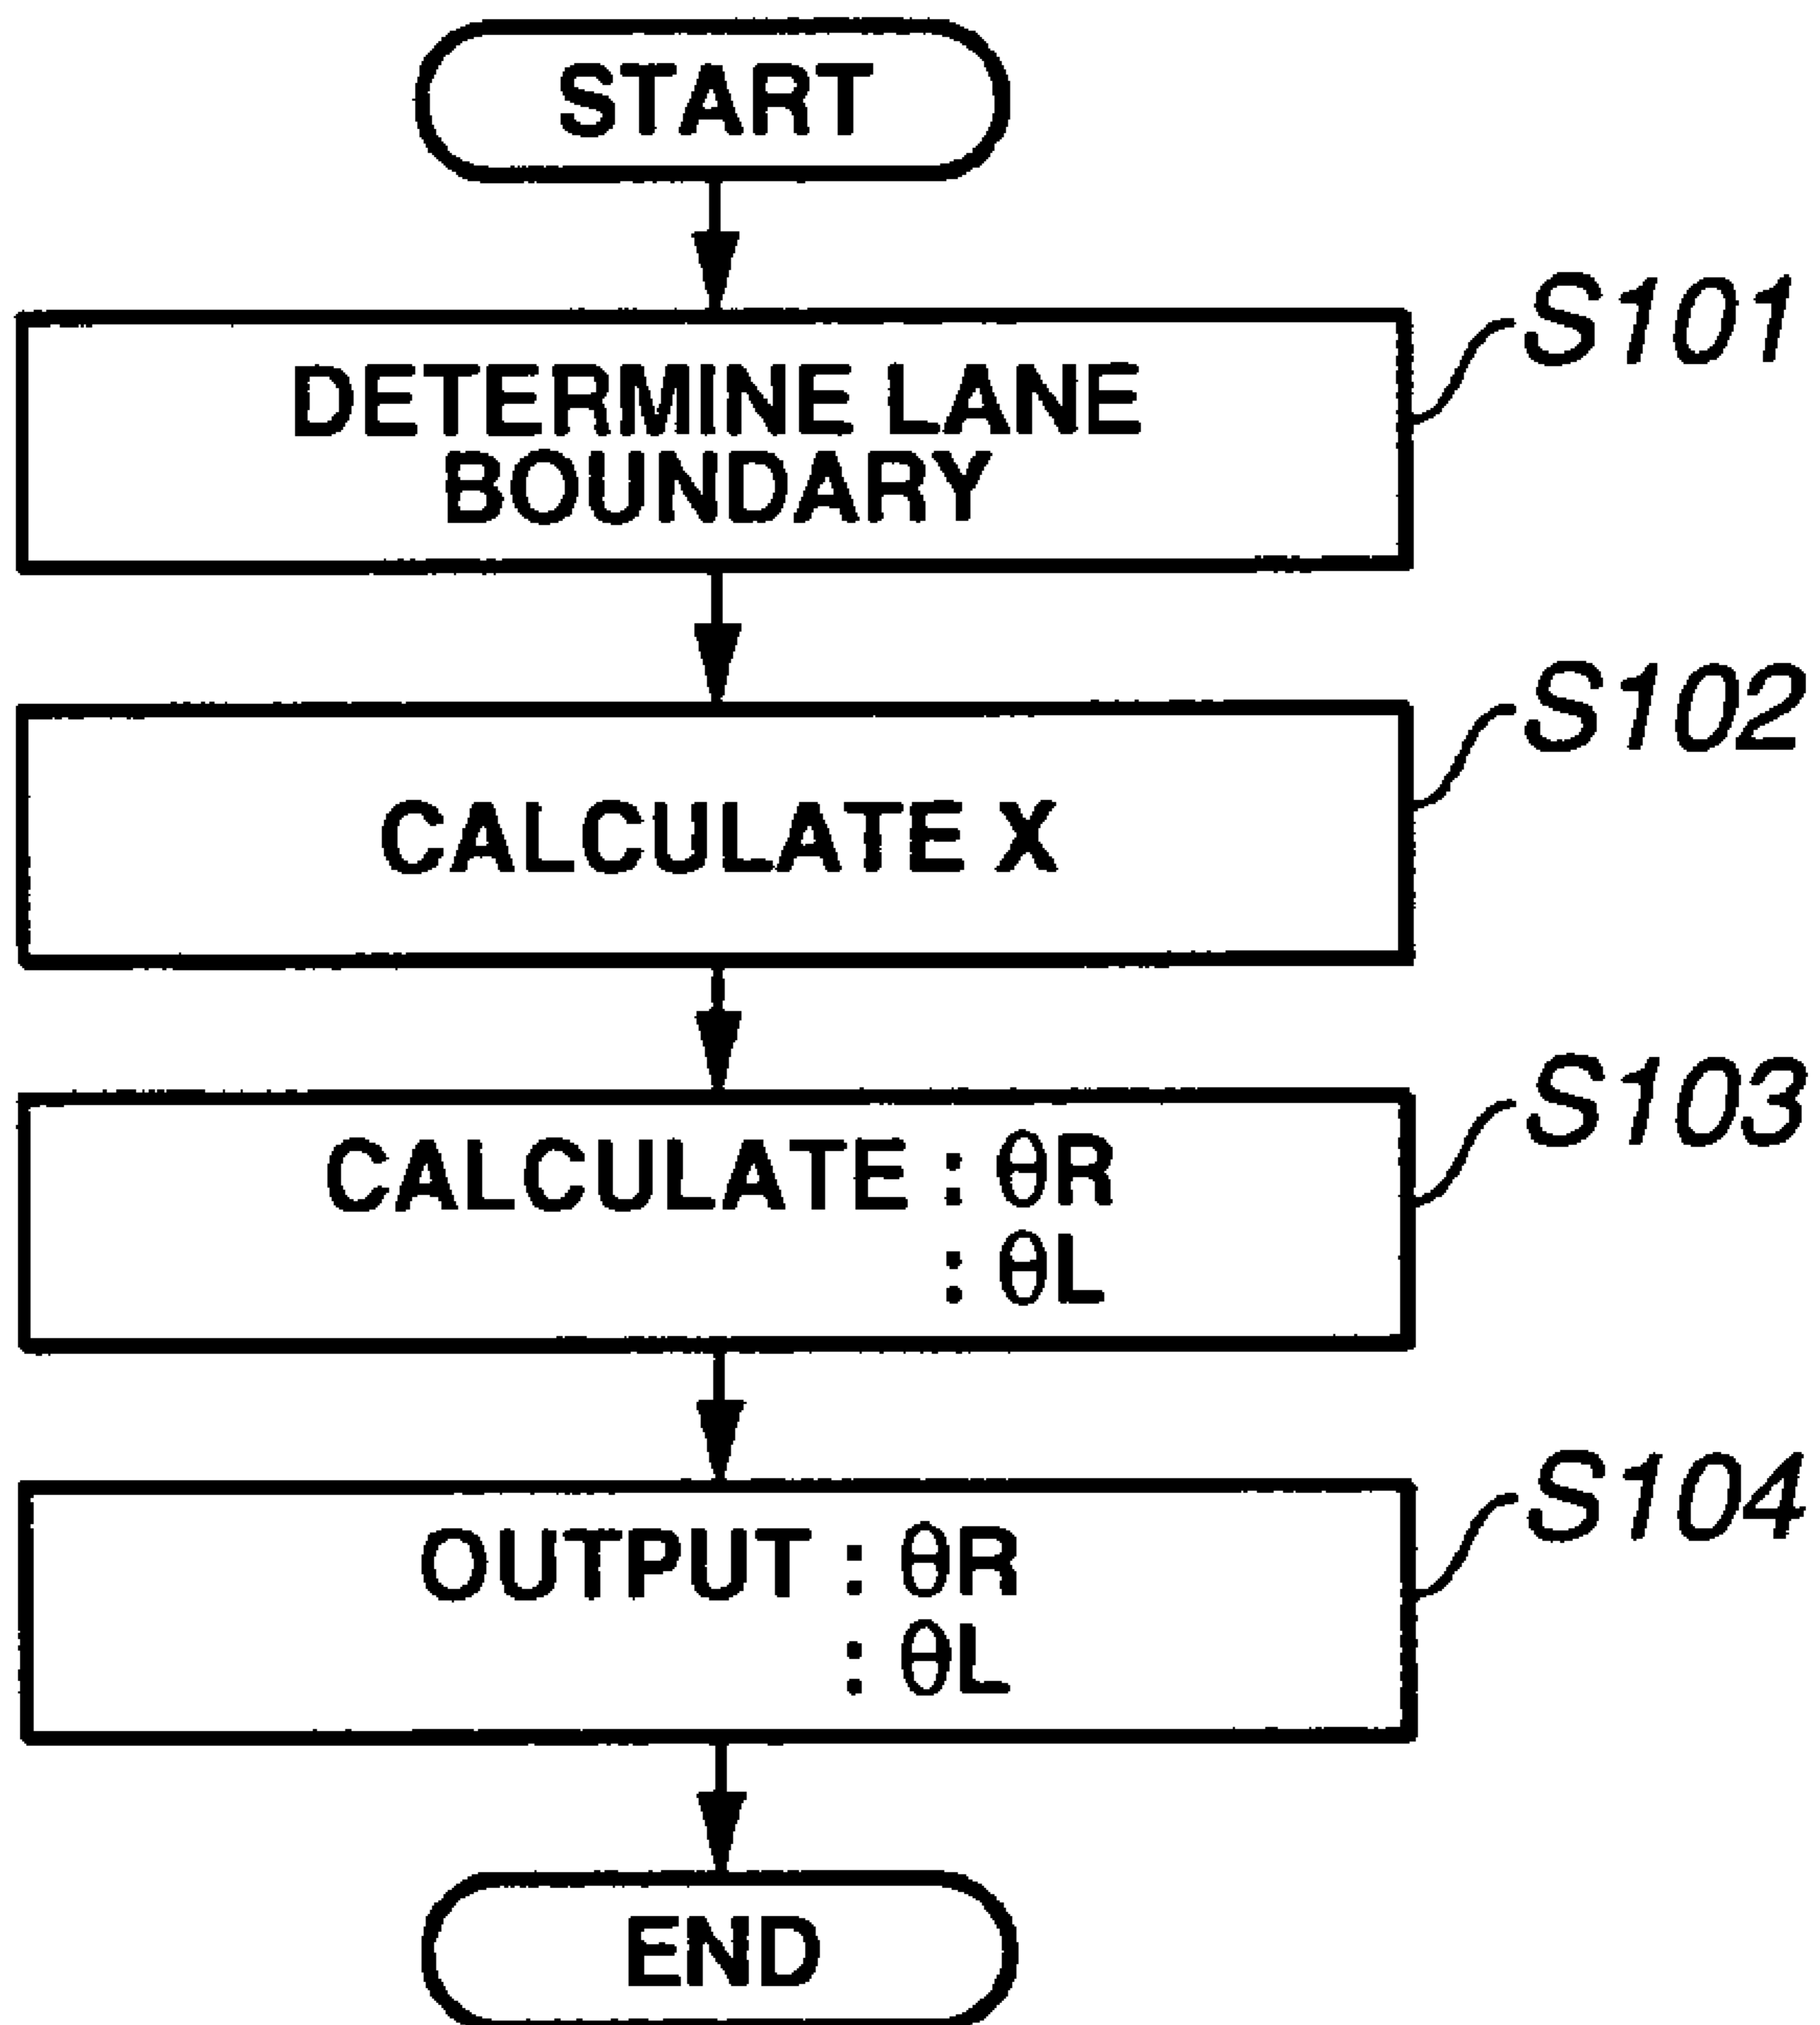 START
S101
DETERMINE LANE
BOUNDARY
S102
CALCULATE X
S103
CALCULATE : θR
: θL
S104
OUTPUT : θR
: θL
END